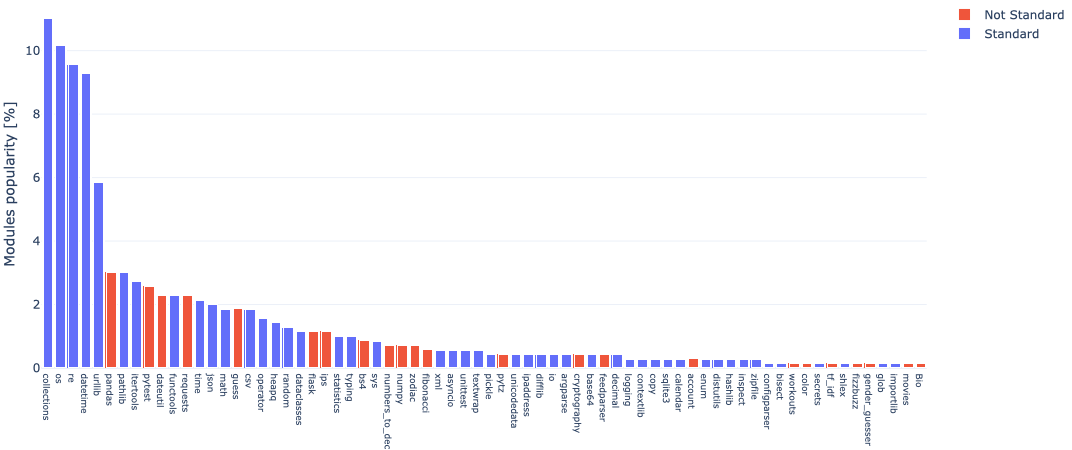 Not Standard
Standard
Modules popularity [%]
10
8
6
4
2
0
collections
os
re
datetime
urllib
pandas
pathlib
itertools
pytest
dateutil
functools
requests
time
json
math
guess
csv
operator
heapq
random
dataclasses
flask
ips
statistics
typing
bs4
sys
numbers_to_dec
numpy
zodiac
fibonacci
xml
asyncio
unittest
textwrap
pickle
pytz
unicodedata
ipaddress
difflib
io
argparse
cryptography
base64
feedparser
decimal
logging
contextlib
copy
sqlite3
calendar
account
enum
distutils
hashlib
inspect
zipfile
configparser
bisect
workouts
color
secrets
tf_idf
shlex
fizzbuzz
gender_guesser
glob
importlib
movies
Bio